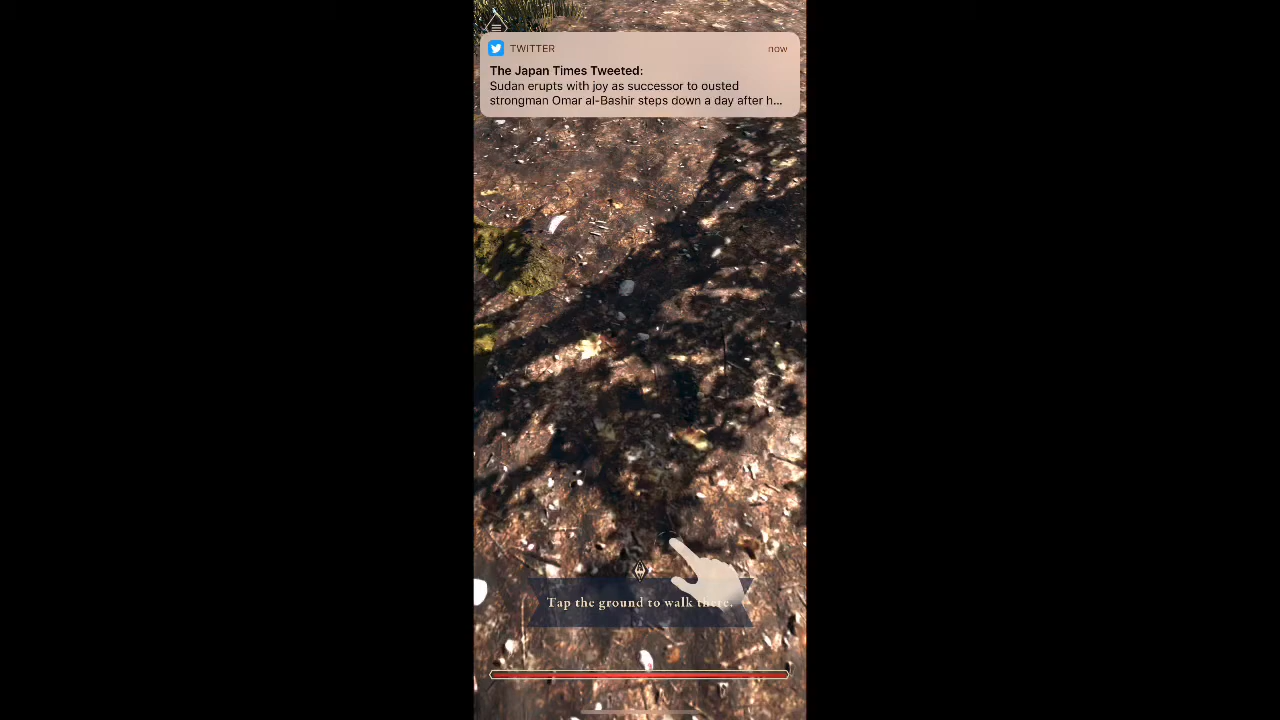 TWITTER
now
The Japan Times Tweeted:
Sudan erupts with joy as successor to ousted
strongman Omar al-Bashir steps down a day after h...
Tap the ground to walk there.